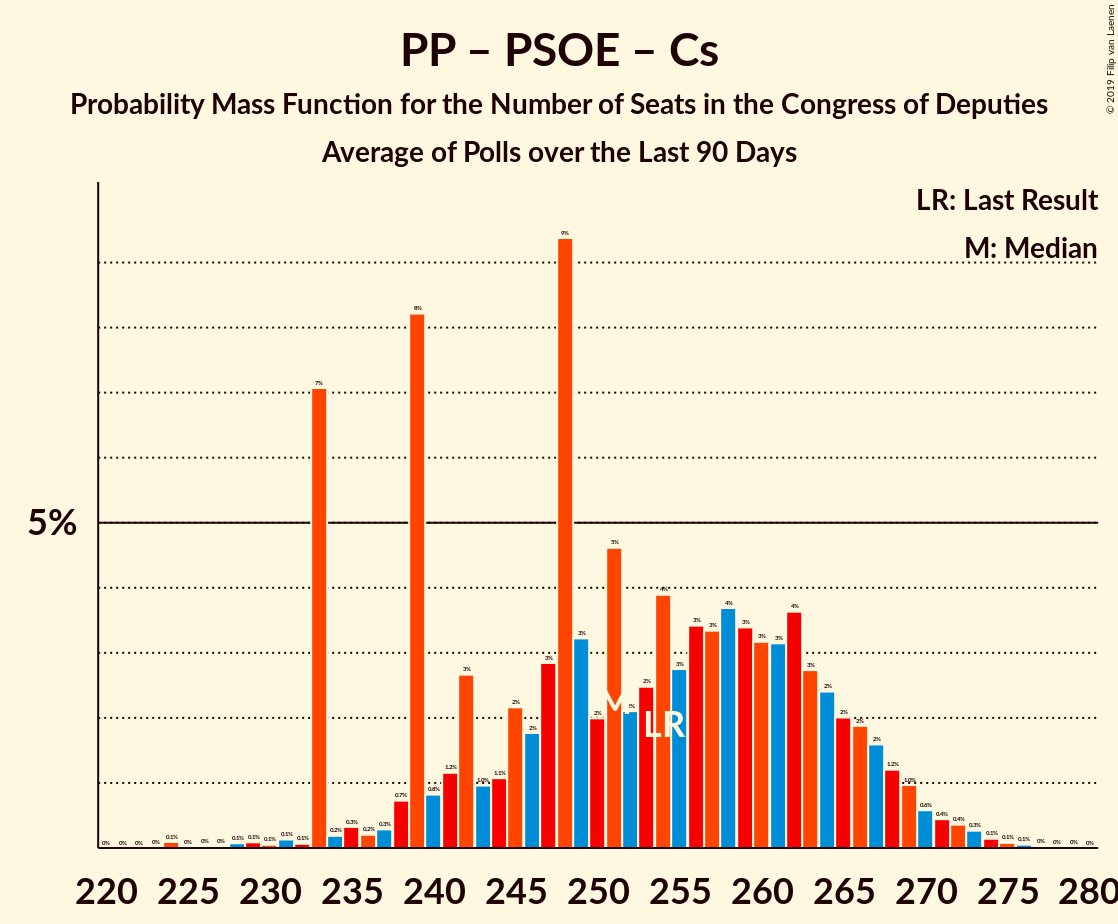 PP – PSOE – Cs
Probability Mass Function for the Number of Seats in the Congress of Deputies
Average of Polls over the Last 90 Days
© 2019 Filip van Laenen
LR: Last Result
M: Median
5%
0% 0% 0% 0% 0.1% 0% 0% 0% 0.1% 0.1% 0.1% 0.1% 0.1% 7% 0.2% 0.3% 0.2% 0.3% 0.7% 8% 0.8% 1.2% 3% 1.0% 1.1% 2% 2% 3% 9% 3% 2% 5% 2% 2% 4% 3% 3% 3% 4% 3% 3% 3% 4% 3% 2% 2% 2% 2% 1.2% 1.0% 0.6% 0.4% 0.4% 0.3% 0.1% 0.1% 0.1% 0% 0% 0% 0%
M LR
220 225 230 235 240 245 250 255 260 265 270 275 280